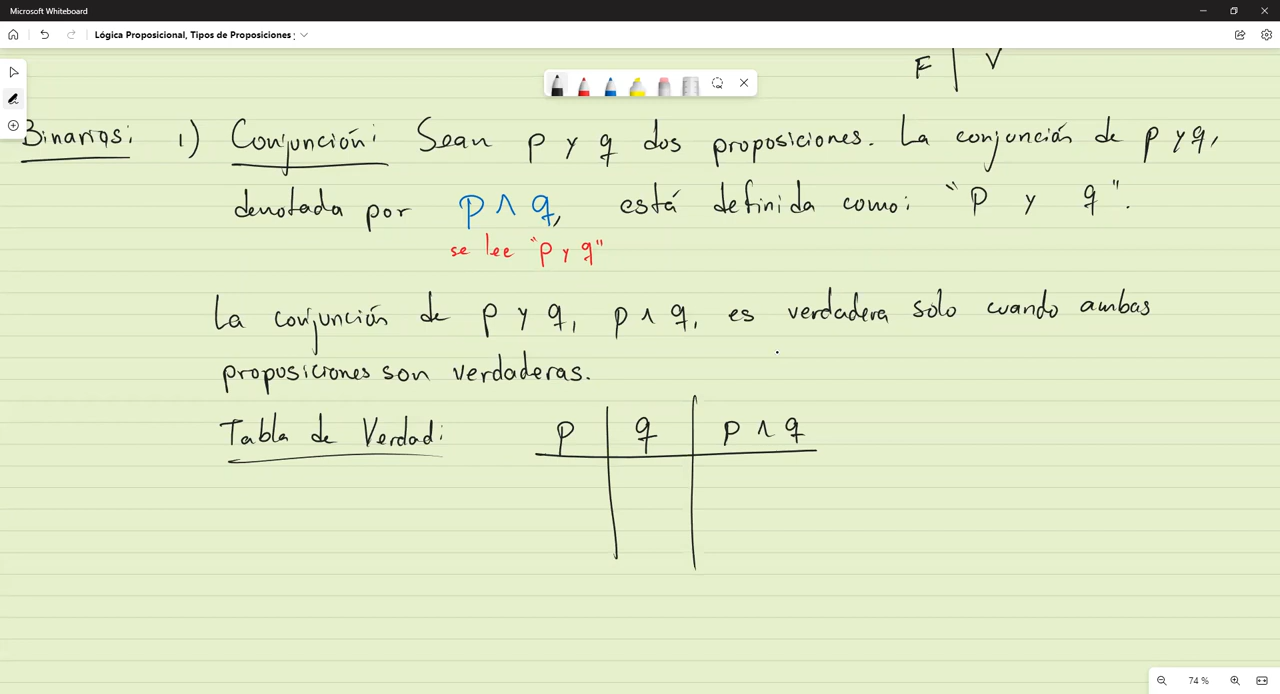 Microsoft Whiteboard
Lógica Proposicional, Tipos de Proposiciones
F | V
Binarios: 1) Conjunción: Sean p y q dos proposiciones. La conjunción de p y q,
denotada por p ∧ q, está definida como: "p y q".
se lee "p y q"
La conjunción de p y q, p ∧ q, es verdadera solo cuando ambas
proposiciones son verdaderas.
Tabla de Verdad: p | q | p ∧ q
74 %